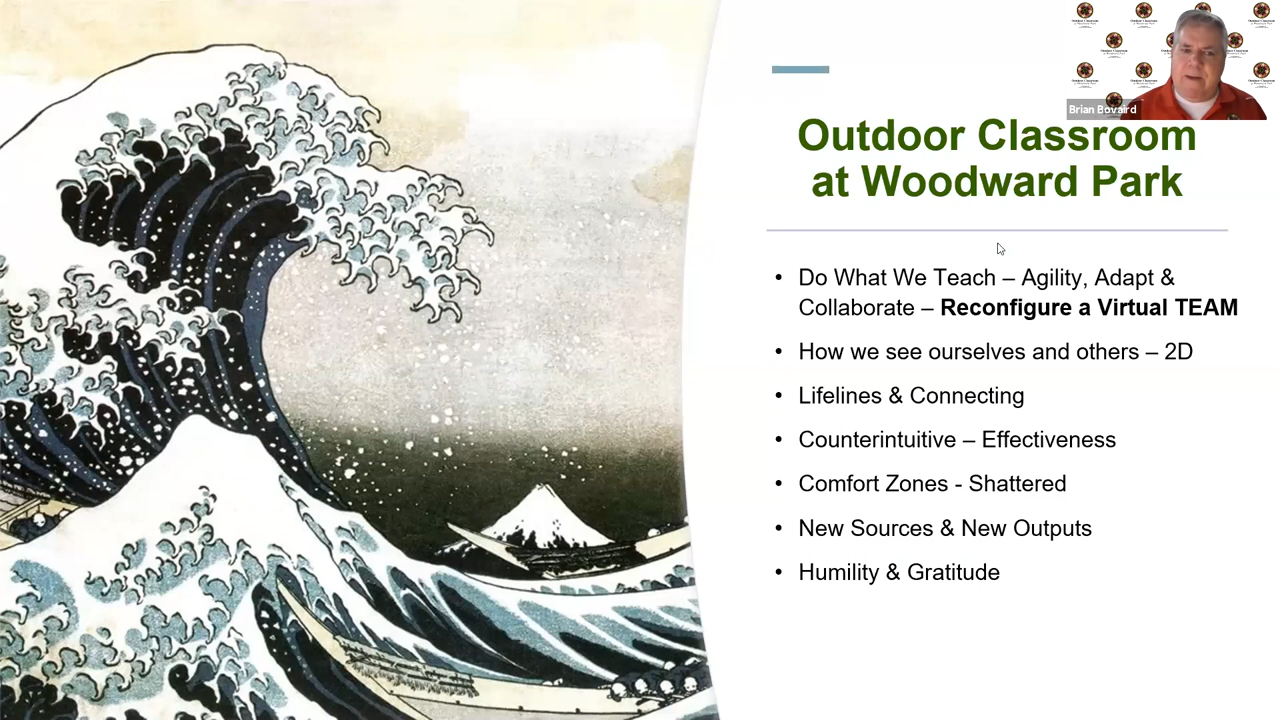 Brian Bovaird
Outdoor Classroom
at Woodward Park
• Do What We Teach – Agility, Adapt &
Collaborate – Reconfigure a Virtual TEAM
• How we see ourselves and others – 2D
• Lifelines & Connecting
• Counterintuitive – Effectiveness
• Comfort Zones - Shattered
• New Sources & New Outputs
• Humility & Gratitude